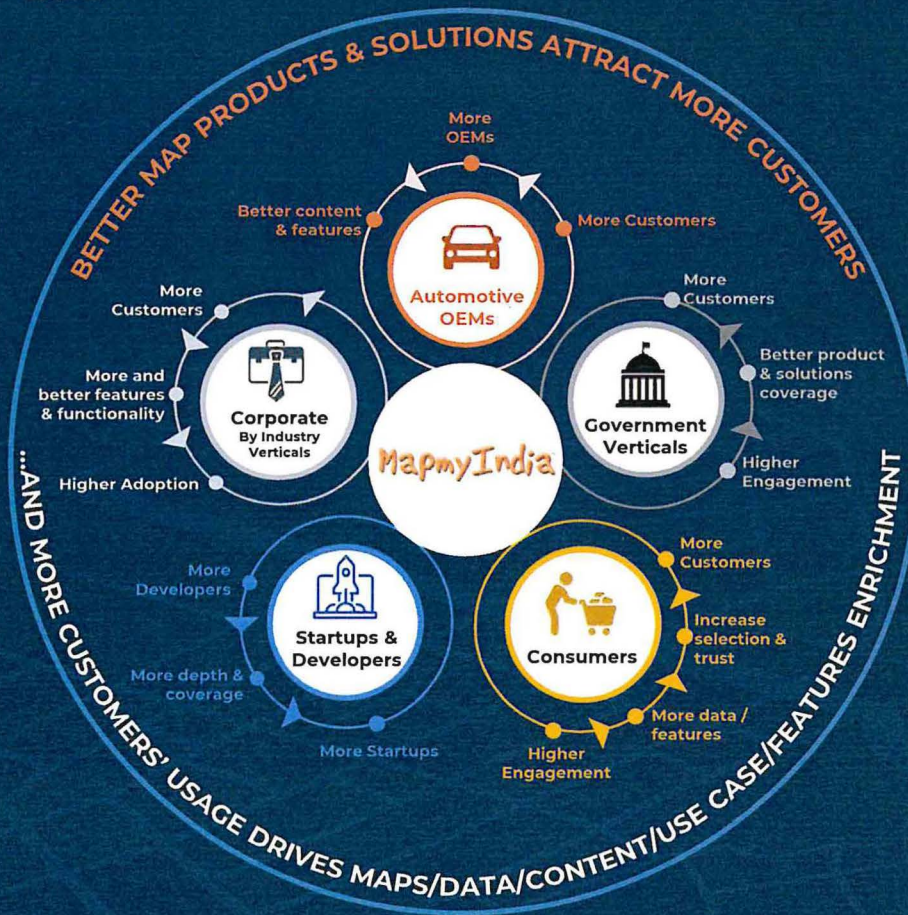 BETTER MAP PRODUCTS & SOLUTIONS ATTRACT MORE CUSTOMERS
More
OEMs
Better content
& features
More Customers
Automotive
OEMs
More
Customers
More and
better features
& functionality
Higher Adoption
Corporate
By Industry
Verticals
MapmyIndia
Government
Verticals
More
Customers
Better product
& solutions
coverage
Higher
Engagement
More
Developers
More depth &
coverage
More Startups
Startups &
Developers
Consumers
More
Customers
Increase
selection &
trust
More data /
features
Higher
Engagement
...AND MORE CUSTOMERS' USAGE DRIVES MAPS/DATA/CONTENT/USE CASE/FEATURES ENRICHMENT